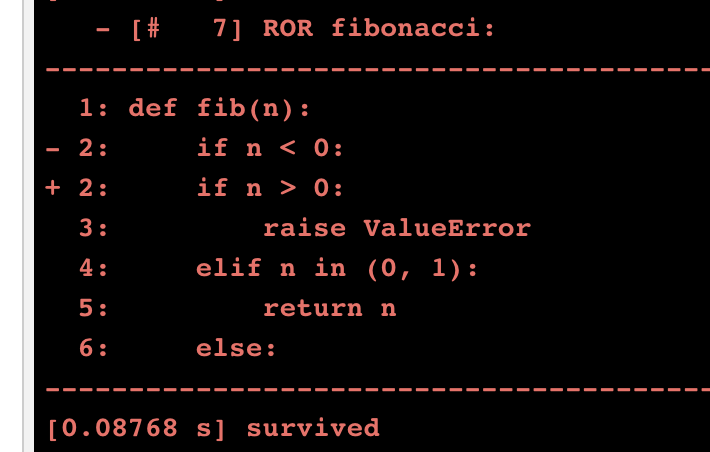 - [#   7] ROR fibonacci:
----------------------------------------
  1: def fib(n):
- 2:     if n < 0:
+ 2:     if n > 0:
  3:         raise ValueError
  4:     elif n in (0, 1):
  5:         return n
  6:     else:
----------------------------------------
[0.08768 s] survived